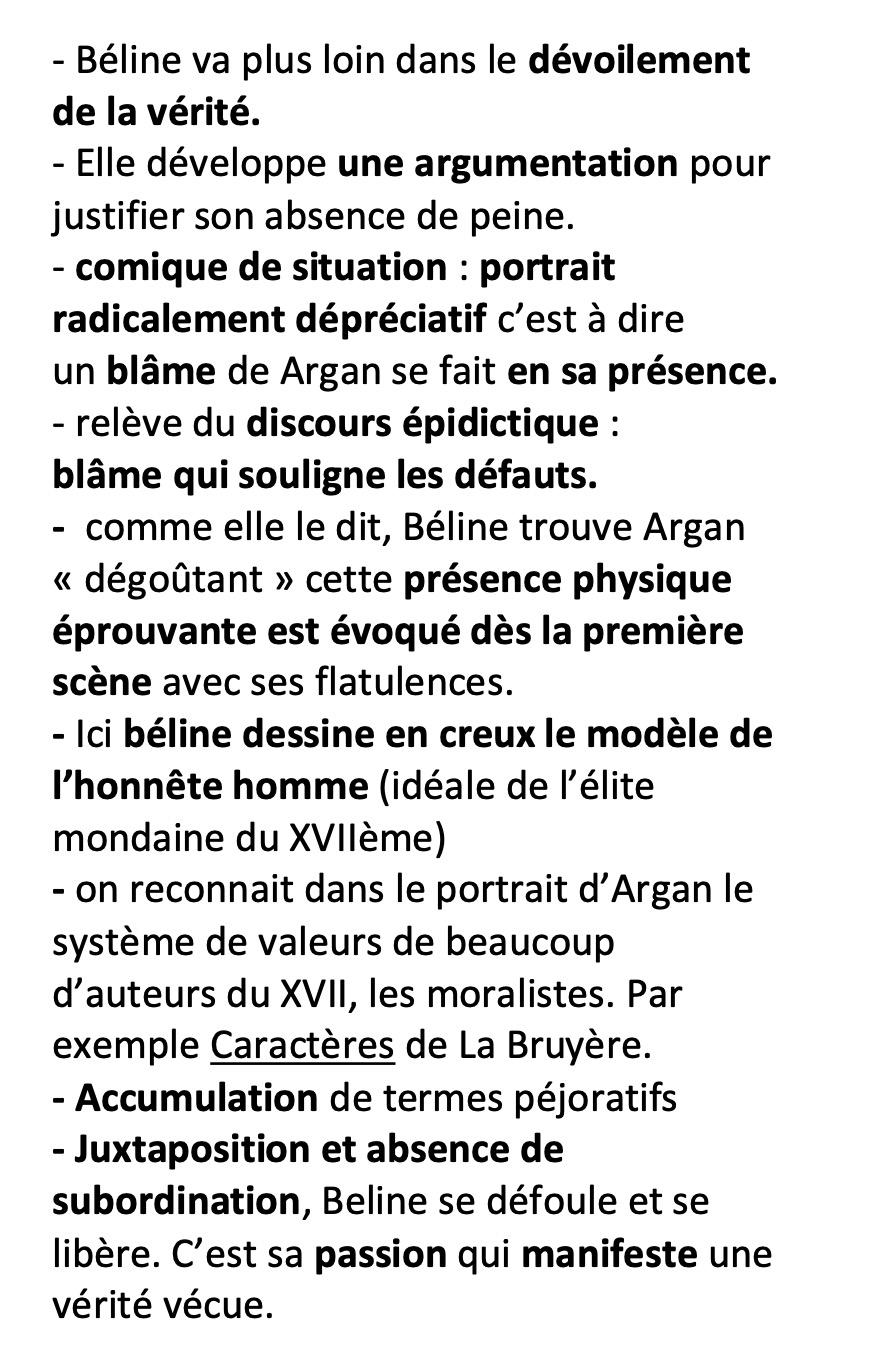 - Béline va plus loin dans le dévoilement
de la vérité.
- Elle développe une argumentation pour
justifier son absence de peine.
- comique de situation : portrait
radicalement dépréciatif c’est à dire
un blâme de Argan se fait en sa présence.
- relève du discours épidictique :
blâme qui souligne les défauts.
- comme elle le dit, Béline trouve Argan
« dégoûtant » cette présence physique
éprouvante est évoqué dès la première
scène avec ses flatulences.
- Ici béline dessine en creux le modèle de
l’honnête homme (idéale de l’élite
mondaine du XVIIème)
- on reconnait dans le portrait d’Argan le
système de valeurs de beaucoup
d’auteurs du XVII, les moralistes. Par
exemple Caractères de La Bruyère.
- Accumulation de termes péjoratifs
- Juxtaposition et absence de
subordination, Beline se défoule et se
libère. C’est sa passion qui manifeste une
vérité vécue.